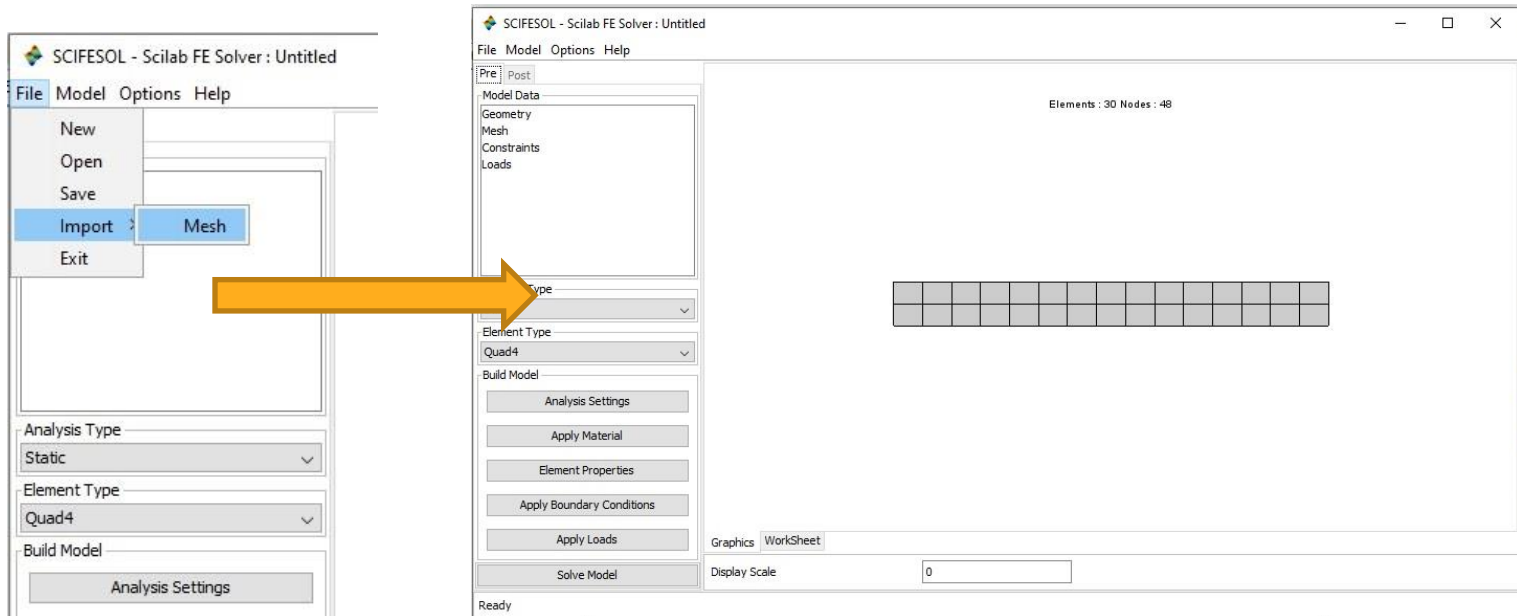 SCIFESOL - Scilab FE Solver : Untitled
File Model Options Help
New
Open
Save
Import > Mesh
Exit
Analysis Type
Static
Element Type
Quad4
Build Model
Analysis Settings
SCIFESOL - Scilab FE Solver : Untitled
File Model Options Help
Pre Post
Model Data
Geometry
Mesh
Constraints
Loads
Type
Element Type
Quad4
Build Model
Analysis Settings
Apply Material
Element Properties
Apply Boundary Conditions
Apply Loads
Solve Model
Ready
Elements : 30 Nodes : 48
Graphics WorkSheet
Display Scale 0